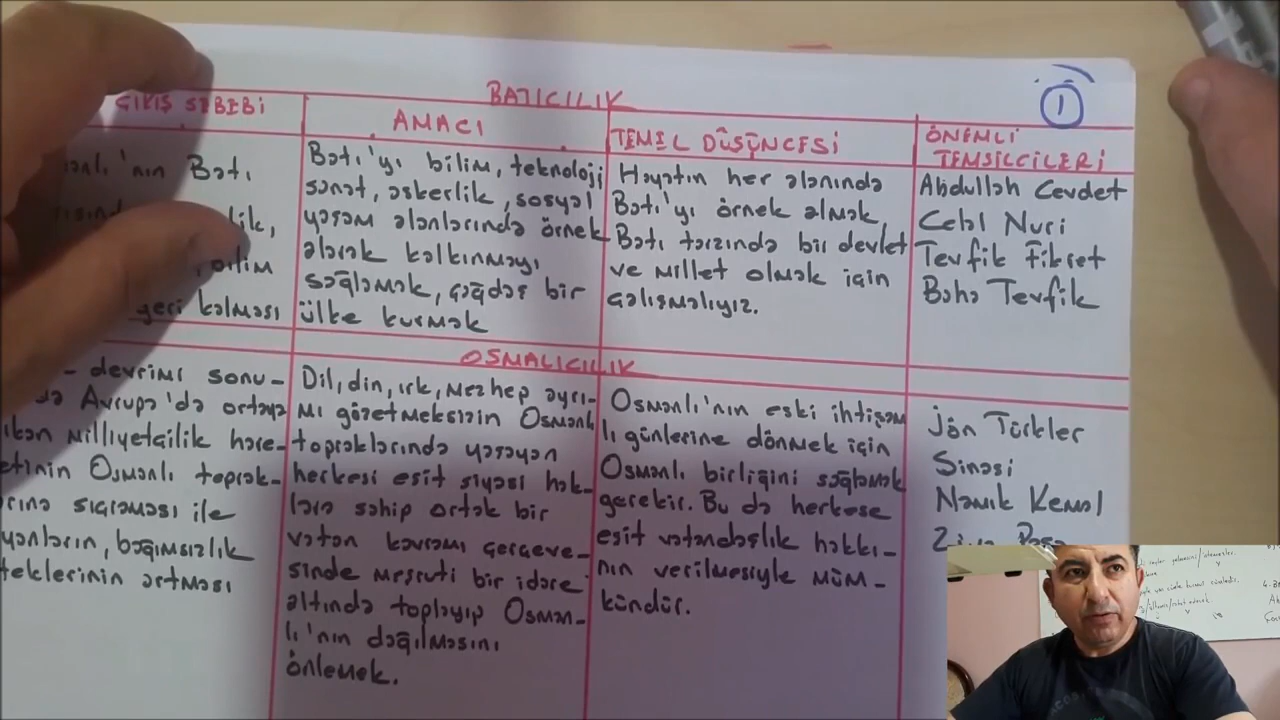 BATICILIK
1
ÇIKIŞ SEBEBİ
AMACI
TEMEL DÜŞÜNCESİ
ÖNEMLİ
TEMSİLCİLERİ
'nın Batı
geri kalması
Batı'yı bilim, teknoloji
sanat, askerlik, sosyal
yaşam alanlarında örnek
alarak kalkınmayı
sağlamak, çağdaş bir
ülke kurmak
Hayatın her alanında
Batı'yı örnek almak,
Batı tarzında bir devlet
ve millet olmak için
çalışmalıyız.
Abdullah Cevdet
Celal Nuri
Tevfik Fikret
Baha Tevfik
OSMALICILIK
devrimi sonu-
Avrupa'da ortaya
milliyetçilik hare-
etinin Osmanlı toprak-
sıçraması ile
bağımsızlık
teklerinin artması
Dil, din, ırk, mezhep ayrı-
mı gözetmeksizin Osmanlı
topraklarında yaşayan
herkesi eşit siyasi hak-
lara sahip ortak bir
vatan kavramı çerçeve-
sinde meşruti bir idare
altında toplayıp Osman-
lı'nın dağılmasını
önlemek.
Osmanlı'nın eski ihtişam
lı günlerine dönmek için
Osmanlı birliğini sağlamak
gerekir. Bu da herkese
eşit vatandaşlık hakkı-
nın verilmesiyle müm-
kündür.
Jön Türkler
Şinasi
Namık Kemal